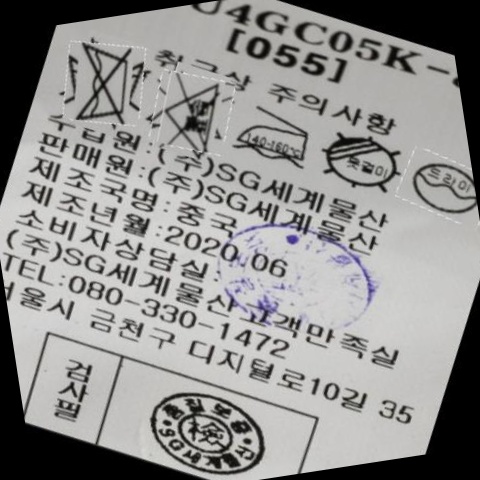 U4GC05K-
[055]
취급상 주의사항
140-160℃ 옷걸이 드라이
수입원:(주)SG세계물산
판매원:(주)SG세계물산
제조국명:중국
제조년월:2020.06
소비자상담실
(주)SG세계물산고객만족실
TEL:080-330-1472
서울시 금천구 디지털로10길 35
검사필
檢
SG세계물산